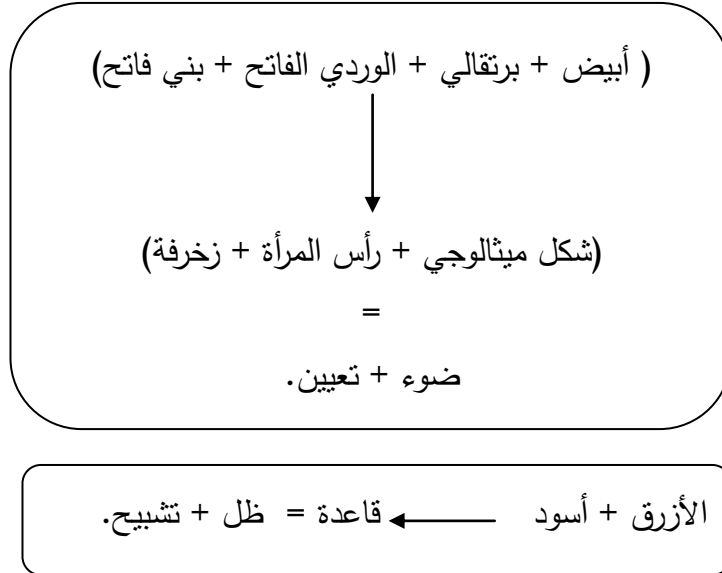 ( أبيض + برتقالي + الوردي الفاتح + بني فاتح)
(شكل ميثالوجي + رأس المرأة + زخرفة)
=
ضوء + تعيين.
الأزرق + أسود ← قاعدة = ظل + تشبيح.